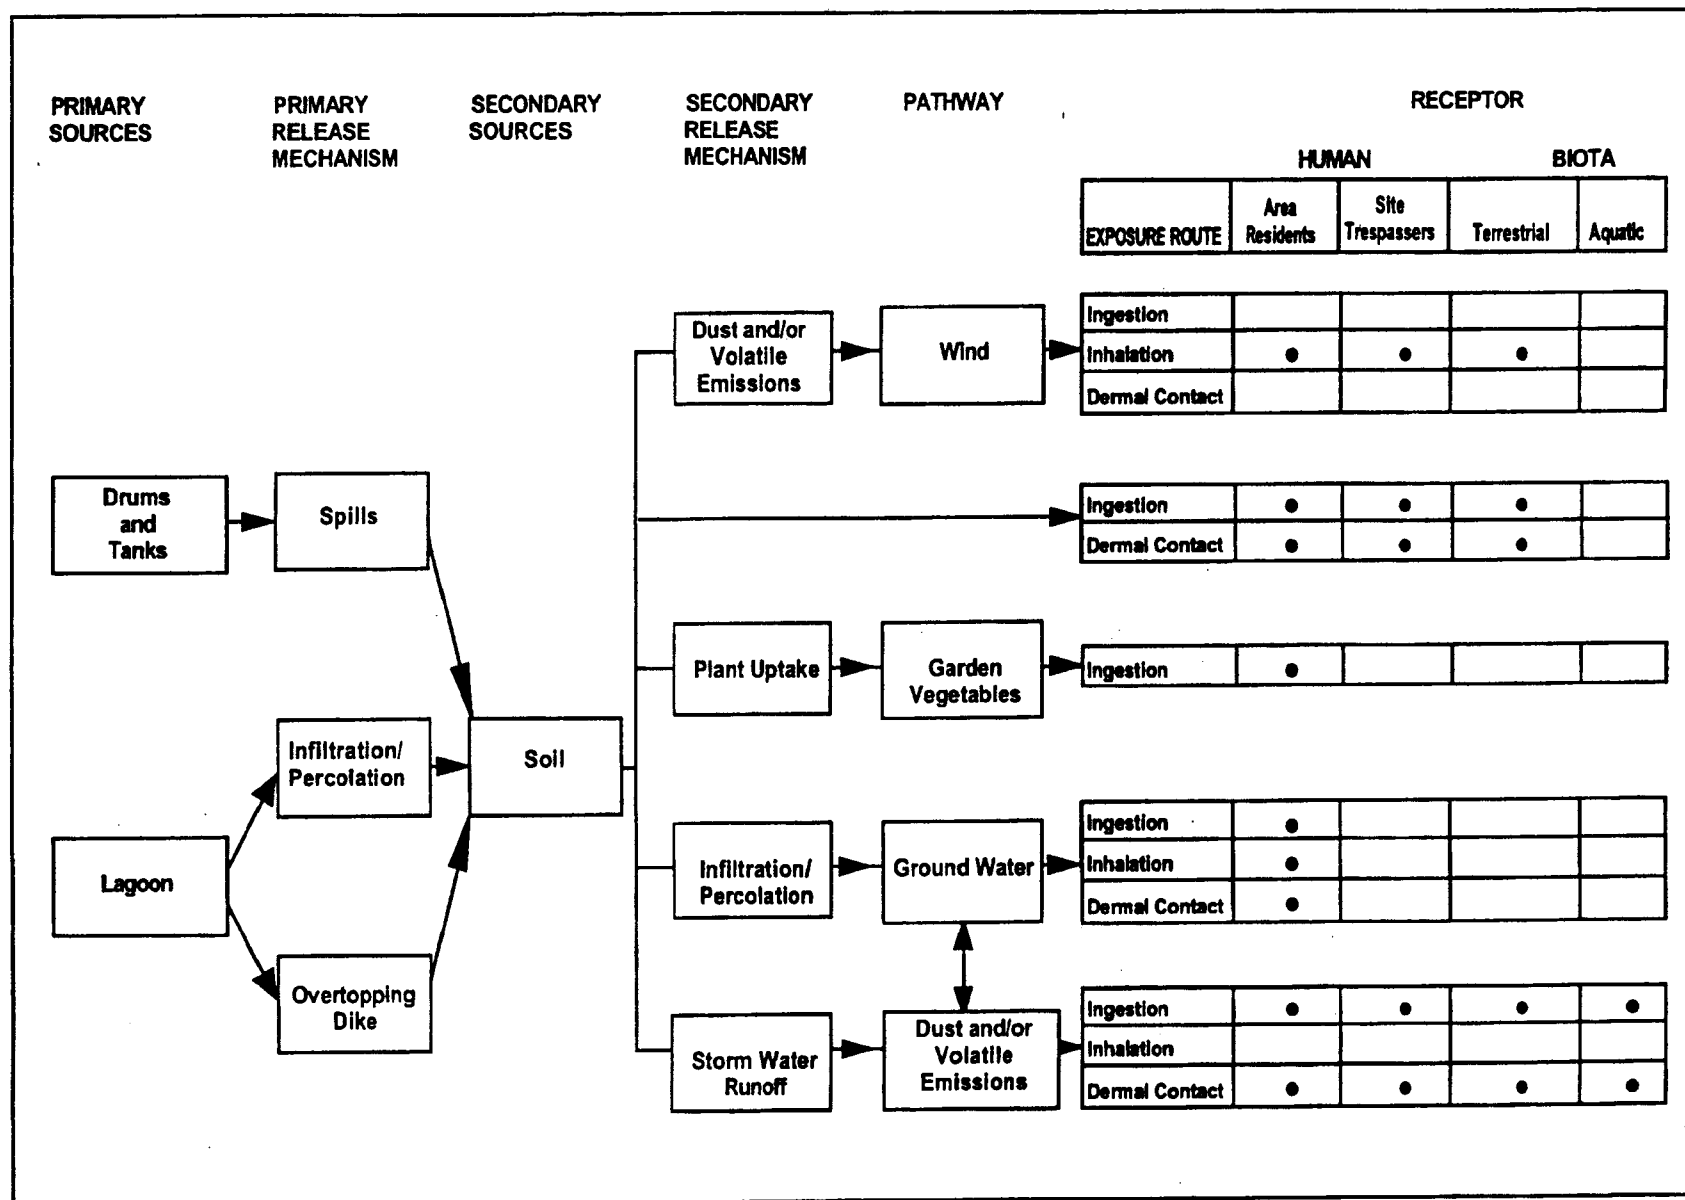 PRIMARY
SOURCES
PRIMARY
RELEASE
MECHANISM
SECONDARY
SOURCES
SECONDARY
RELEASE
MECHANISM
PATHWAY
RECEPTOR
HUMAN
BIOTA
EXPOSURE ROUTE
Area
Residents
Site
Trespassers
Terrestrial
Aquatic
Dust and/or
Volatile
Emissions
Wind
Ingestion
Inhalation
Dermal Contact
Drums
and
Tanks
Spills
Ingestion
Dermal Contact
Plant Uptake
Garden
Vegetables
Ingestion
Infiltration/
Percolation
Soil
Lagoon
Infiltration/
Percolation
Ground Water
Ingestion
Inhalation
Dermal Contact
Overtopping
Dike
Storm Water
Runoff
Dust and/or
Volatile
Emissions
Ingestion
Inhalation
Dermal Contact